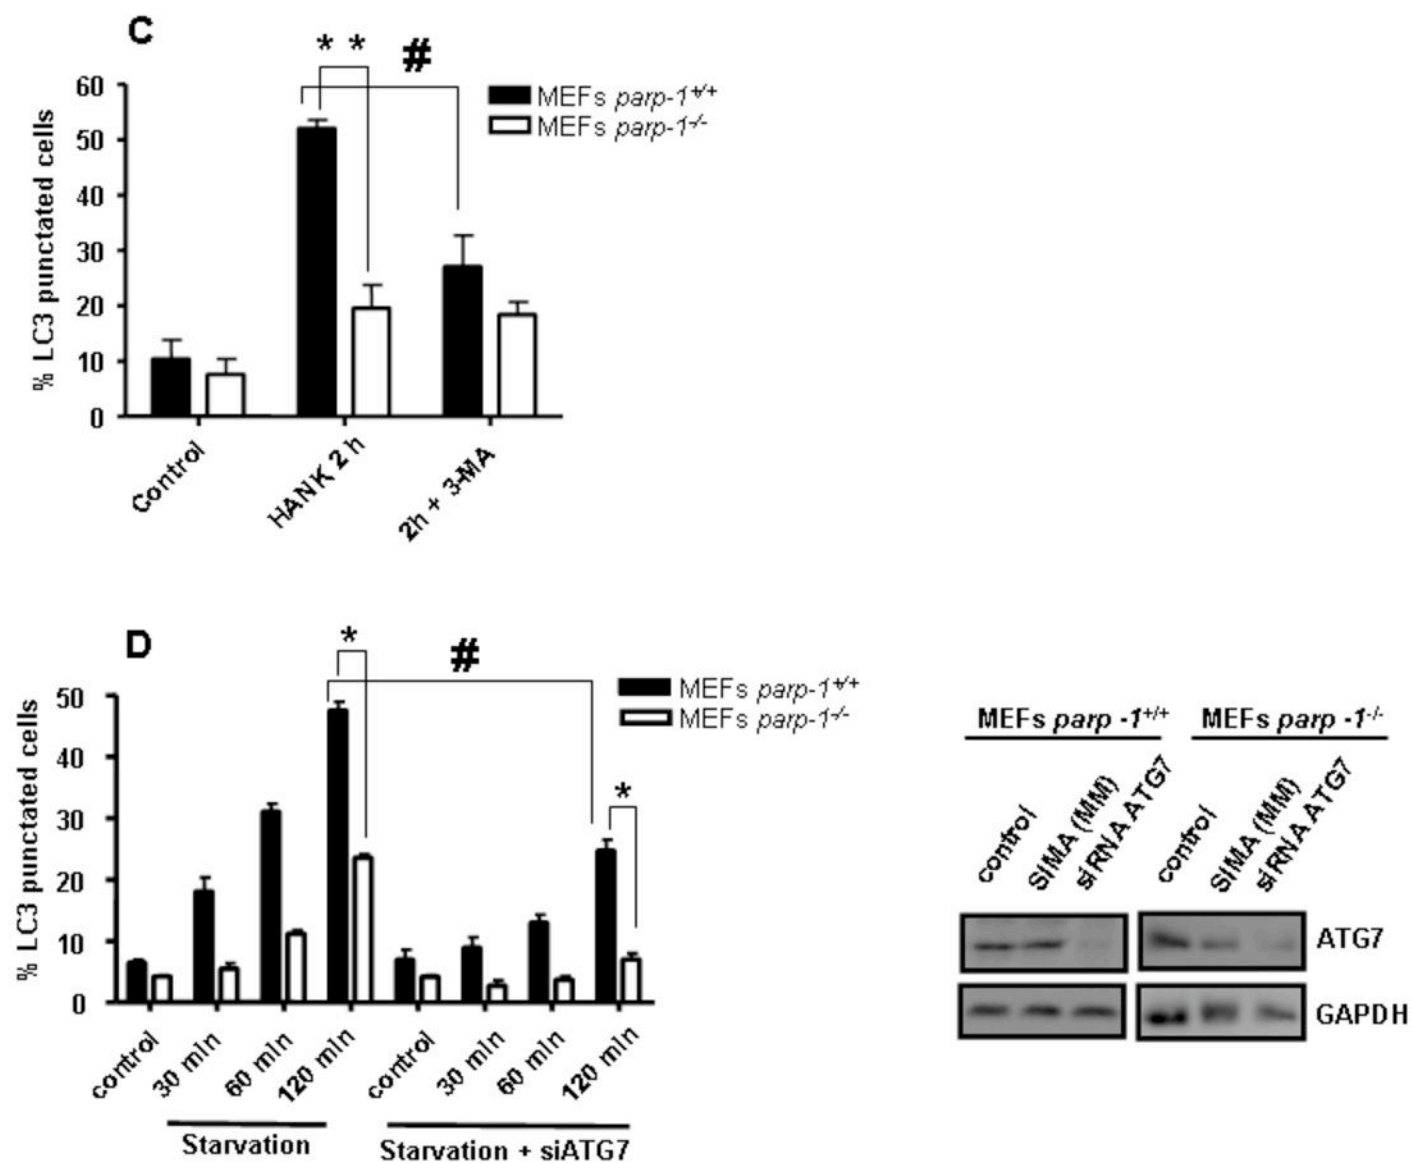 C
* *
#
MEFs parp-1+/+
MEFs parp-1-/-
% LC3 punctated cells
60
50
40
30
20
10
0
Control
HANK 2 h
2h + 3-MA
D
*
#
*
MEFs parp-1+/+
MEFs parp-1-/-
% LC3 punctated cells
50
40
30
20
10
0
control
30 min
60 min
120 min
control
30 min
60 min
120 min
Starvation
Starvation + siATG7
MEFs parp -1+/+
MEFs parp -1-/-
control
SIMA (MM)
siRNA ATG7
control
SIMA (MM)
siRNA ATG7
ATG7
GAPDH